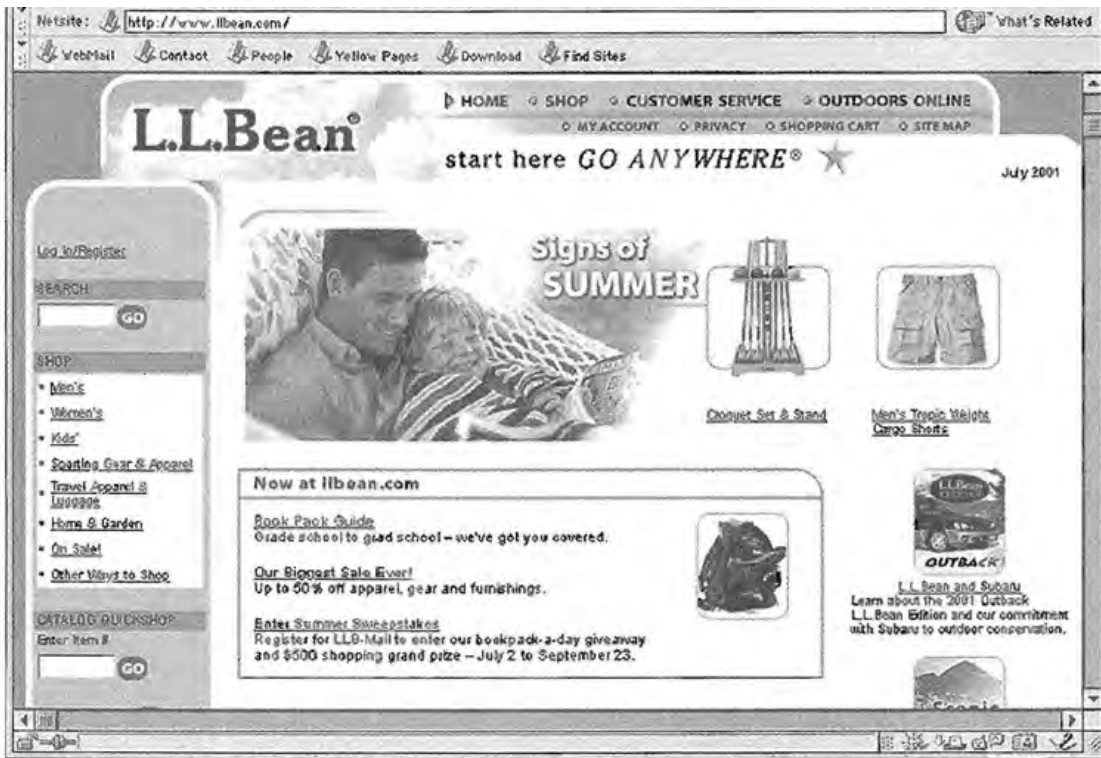 Netsite: http://www.llbean.com/ What's Related
WebMail Contact People Yellow Pages Download Find Sites
L.L.Bean®
HOME SHOP CUSTOMER SERVICE OUTDOORS ONLINE
MY ACCOUNT PRIVACY SHOPPING CART SITE MAP
start here GO ANYWHERE®
July 2001
Log In/Register
SEARCH
GO
SHOP
• Men's
• Women's
• Kids'
• Sporting Gear & Apparel
• Travel Apparel &
Luggage
• Home & Garden
• On Sale!
• Other Ways to Shop
CATALOG QUICKSHOP
Enter Item #
GO
Signs of
SUMMER
Croquet Set & Stand
Men's Tropic Weight
Cargo Shorts
Now at llbean.com
Book Pack Guide
Grade school to grad school – we've got you covered.
Our Biggest Sale Ever!
Up to 50% off apparel, gear and furnishings.
Enter Summer Sweepstakes
Register for LLB-Mail to enter our bookpack-a-day giveaway
and $500 shopping grand prize – July 2 to September 23.
L.L.Bean
OUTBACK
L.L.Bean and Subaru
Learn about the 2001 Outback
L.L.Bean Edition and our commitment
with Subaru to outdoor conservation.
Scenic